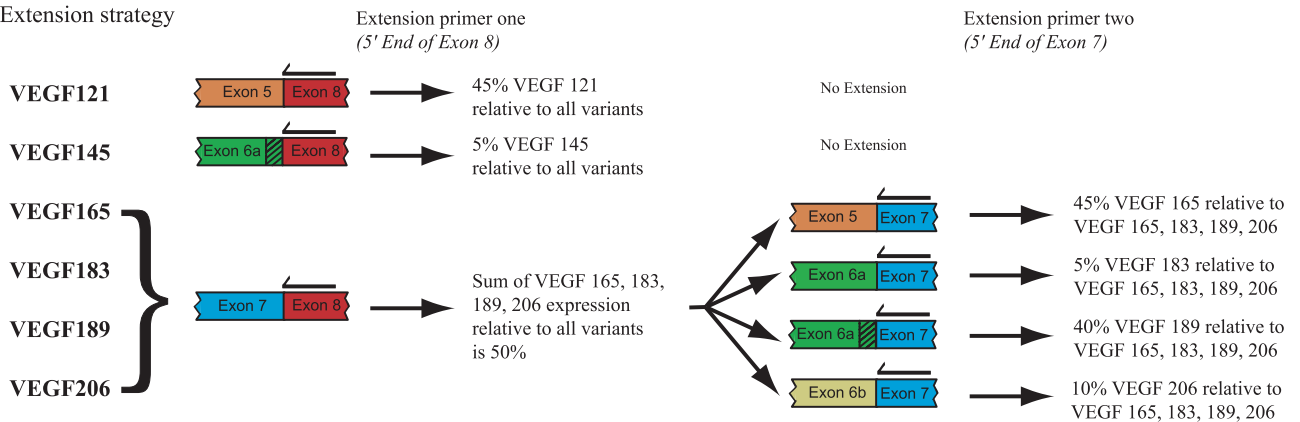 Extension strategy
Extension primer one
(5' End of Exon 8)
Extension primer two
(5' End of Exon 7)
VEGF121
Exon 5
Exon 8
45% VEGF 121
relative to all variants
No Extension
VEGF145
Exon 6a
Exon 8
5% VEGF 145
relative to all variants
No Extension
VEGF165
VEGF183
VEGF189
VEGF206
Exon 7
Exon 8
Sum of VEGF 165, 183,
189, 206 expression
relative to all variants
is 50%
Exon 5
Exon 7
45% VEGF 165 relative to
VEGF 165, 183, 189, 206
Exon 6a
Exon 7
5% VEGF 183 relative to
VEGF 165, 183, 189, 206
Exon 6a
Exon 7
40% VEGF 189 relative to
VEGF 165, 183, 189, 206
Exon 6b
Exon 7
10% VEGF 206 relative to
VEGF 165, 183, 189, 206